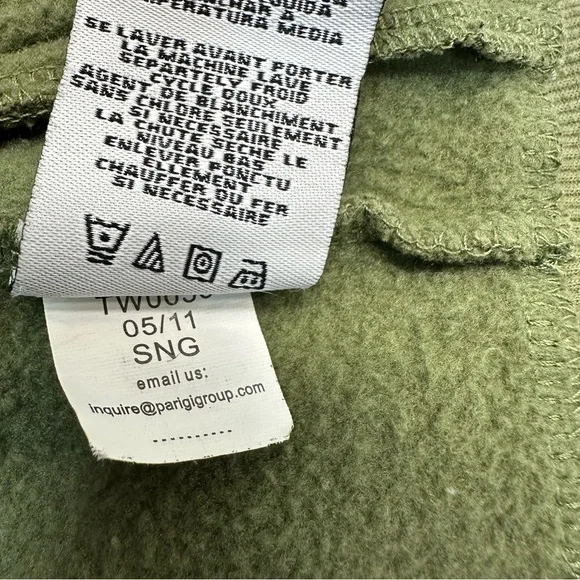 PLANCHAR A
TEMPERATURA MEDIA
SE LAVER AVANT PORTER
LA MACHINE LAVE
SEPARTELY FROID
CYCLE DOUX
AGENT DE BLANCHIMENT
SANS CHLORE SEULEMENT
SI NECESSAIRE
LA CHUTE SECHE LE
NIVEAU BAS
ENLEVER PONCTU
ELLEMENT
CHAUFFER DU FER
SI NECESSAIRE
05/11
SNG
email us:
inquire@parigigroup.com